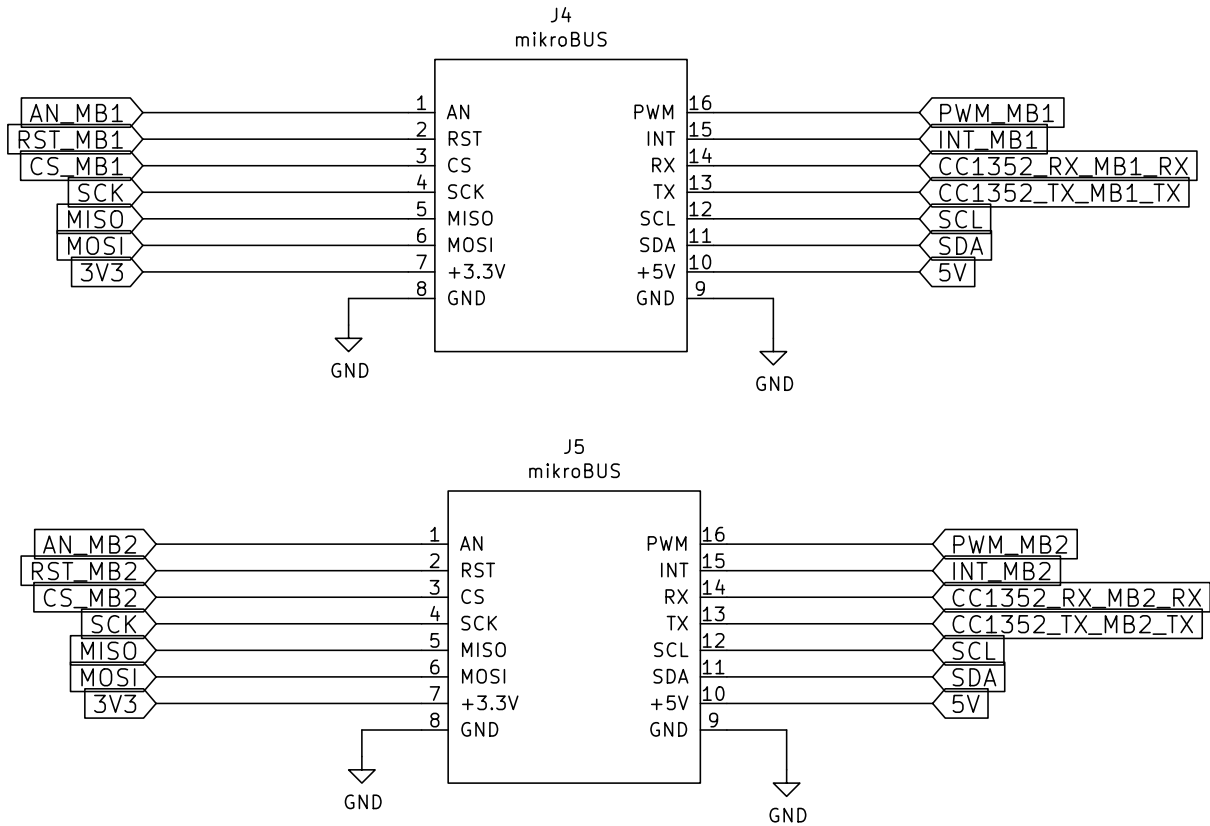 J4
mikroBUS
AN_MB1 1 AN PWM 16 PWM_MB1
RST_MB1 2 RST INT 15 INT_MB1
CS_MB1 3 CS RX 14 CC1352_RX_MB1_RX
SCK 4 SCK TX 13 CC1352_TX_MB1_TX
MISO 5 MISO SCL 12 SCL
MOSI 6 MOSI SDA 11 SDA
3V3 7 +3.3V +5V 10 5V
8 GND GND 9
GND
GND
J5
mikroBUS
AN_MB2 1 AN PWM 16 PWM_MB2
RST_MB2 2 RST INT 15 INT_MB2
CS_MB2 3 CS RX 14 CC1352_RX_MB2_RX
SCK 4 SCK TX 13 CC1352_TX_MB2_TX
MISO 5 MISO SCL 12 SCL
MOSI 6 MOSI SDA 11 SDA
3V3 7 +3.3V +5V 10 5V
8 GND GND 9
GND
GND